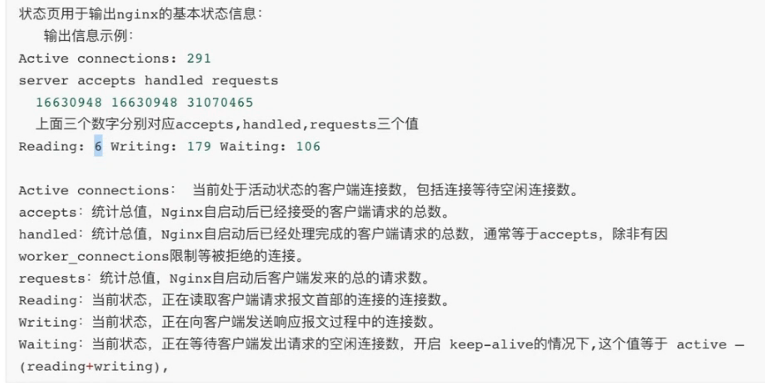 状态页用于输出nginx的基本状态信息：
输出信息示例：
Active connections: 291
server accepts handled requests
16630948 16630948 31070465
上面三个数字分别对应accepts,handled,requests三个值
Reading: 6 Writing: 179 Waiting: 106
Active connections： 当前处于活动状态的客户端连接数，包括连接等待空闲连接数。
accepts：统计总值，Nginx自启动后已经接受的客户端请求的总数。
handled：统计总值，Nginx自启动后已经处理完成的客户端请求的总数，通常等于accepts，除非有因
worker_connections限制等被拒绝的连接。
requests：统计总值，Nginx自启动后客户端发来的总的请求数。
Reading：当前状态，正在读取客户端请求报文首部的连接的连接数。
Writing：当前状态，正在向客户端发送响应报文过程中的连接数。
Waiting：当前状态，正在等待客户端发出请求的空闲连接数，开启 keep-alive的情况下,这个值等于 active –
(reading+writing),